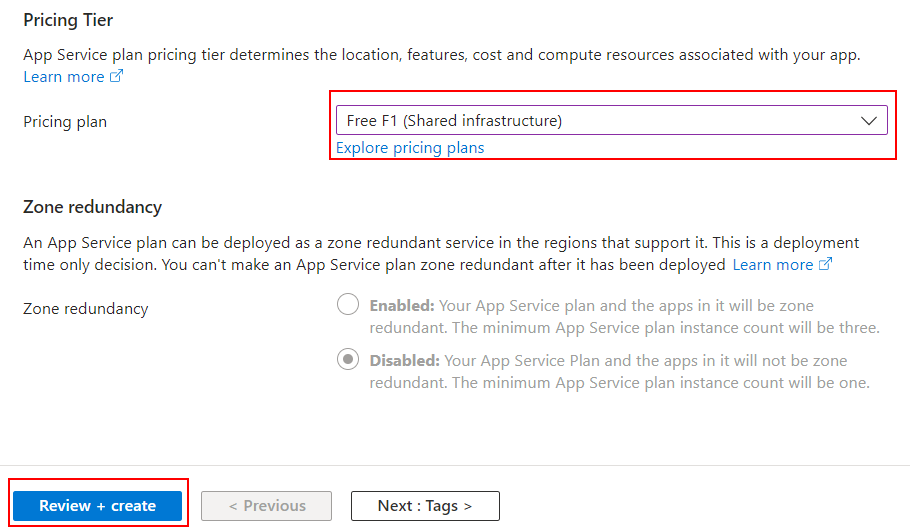 Pricing Tier
App Service plan pricing tier determines the location, features, cost and compute resources associated with your app.
Learn more
Pricing plan
Free F1 (Shared infrastructure)
Explore pricing plans
Zone redundancy
An App Service plan can be deployed as a zone redundant service in the regions that support it. This is a deployment
time only decision. You can't make an App Service plan zone redundant after it has been deployed Learn more
Zone redundancy
Enabled: Your App Service plan and the apps in it will be zone
redundant. The minimum App Service plan instance count will be three.
Disabled: Your App Service Plan and the apps in it will not be zone
redundant. The minimum App Service plan instance count will be one.
Review + create
< Previous
Next : Tags >